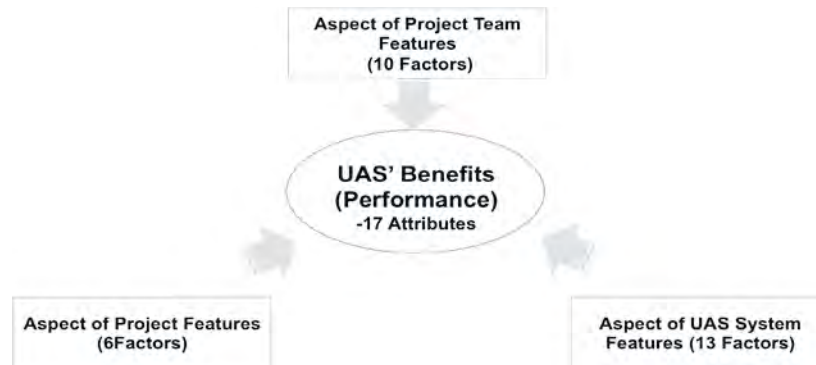 Aspect of Project Team
Features
(10 Factors)
UAS' Benefits
(Performance)
-17 Attributes
Aspect of Project Features
(6Factors)
Aspect of UAS System
Features (13 Factors)